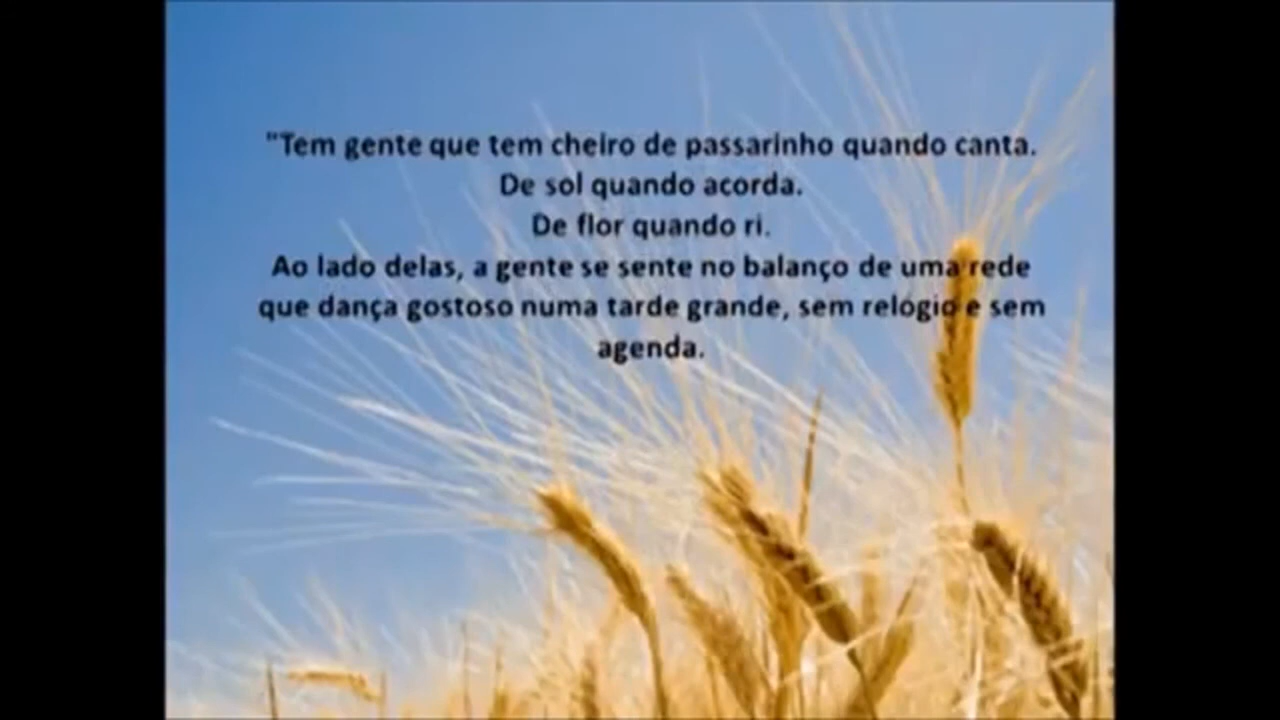 "Tem gente que tem cheiro de passarinho quando canta.
De sol quando acorda.
De flor quando ri.
Ao lado delas, a gente se sente no balanço de uma rede
que dança gostoso numa tarde grande, sem relógio e sem
agenda.